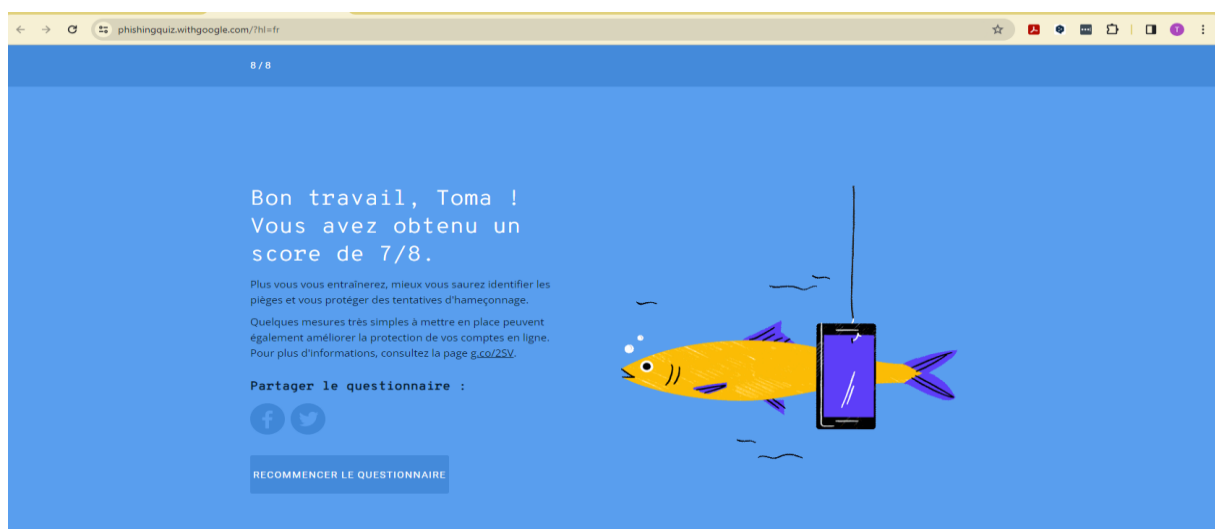 phishingquiz.withgoogle.com/?hl=fr
T
8 / 8
Bon travail, Toma !
Vous avez obtenu un
score de 7/8.
Plus vous vous entraînerez, mieux vous saurez identifier les
pièges et vous protéger des tentatives d'hameçonnage.
Quelques mesures très simples à mettre en place peuvent
également améliorer la protection de vos comptes en ligne.
Pour plus d'informations, consultez la page g.co/2SV.
Partager le questionnaire :
RECOMMENCER LE QUESTIONNAIRE